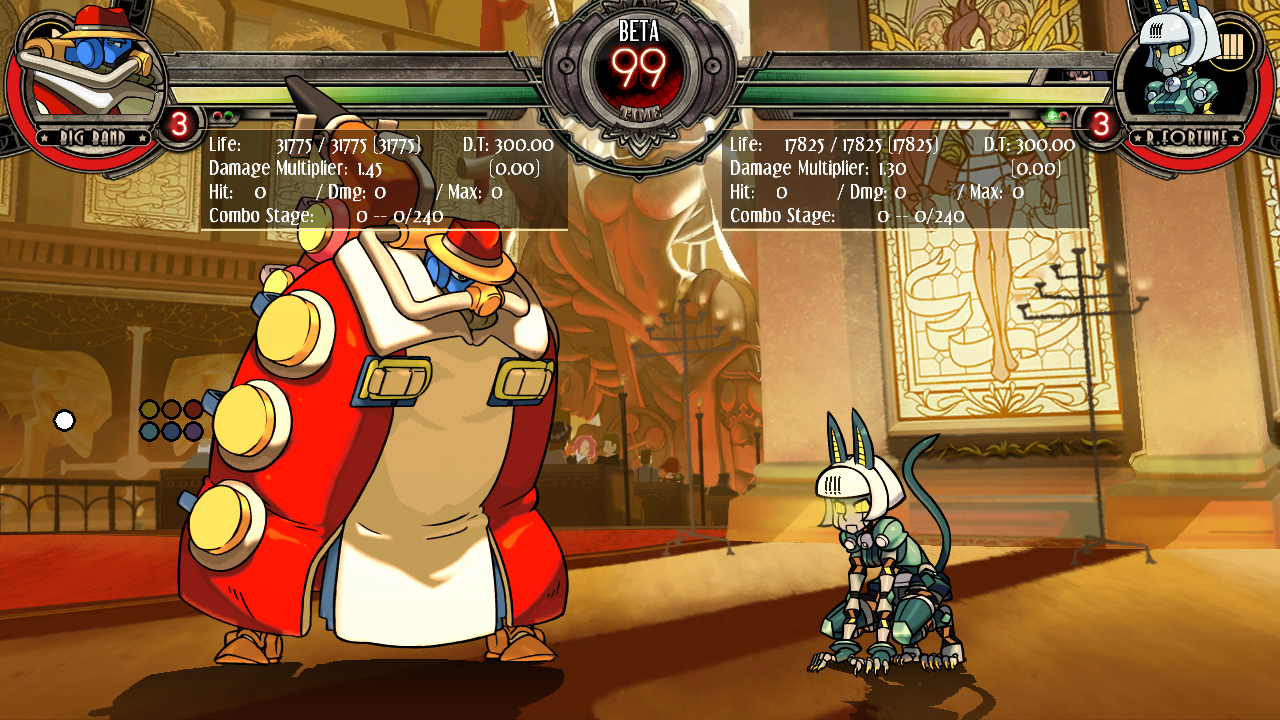 BETA
99
TIME
BIG BAND
3
3
R.FORTUNE
Life: 31775 / 31775 (31775) D.T: 300.00
Damage Multiplier: 1.45 (0.00)
Hit: 0 / Dmg: 0 / Max: 0
Combo Stage: 0 -- 0/240
Life: 17825 / 17825 (17825) D.T: 300.00
Damage Multiplier: 1.30 (0.00)
Hit: 0 / Dmg: 0 / Max: 0
Combo Stage: 0 -- 0/240